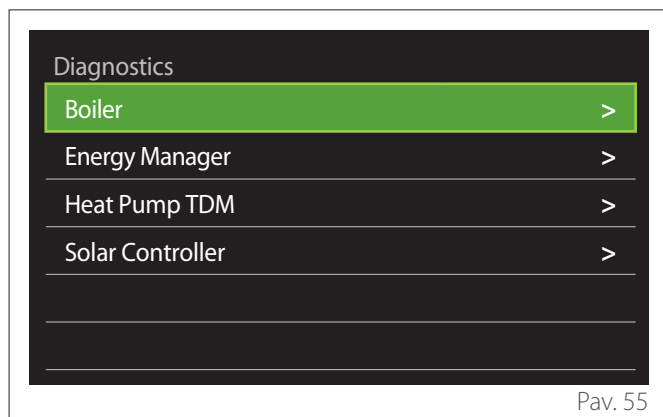 Diagnostics
Boiler >
Energy Manager >
Heat Pump TDM >
Solar Controller >
Pav. 55